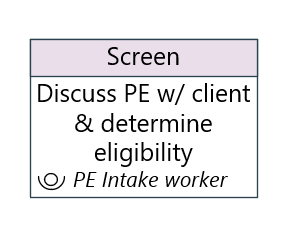 Screen
Discuss PE w/ client
& determine
eligibility
PE Intake worker